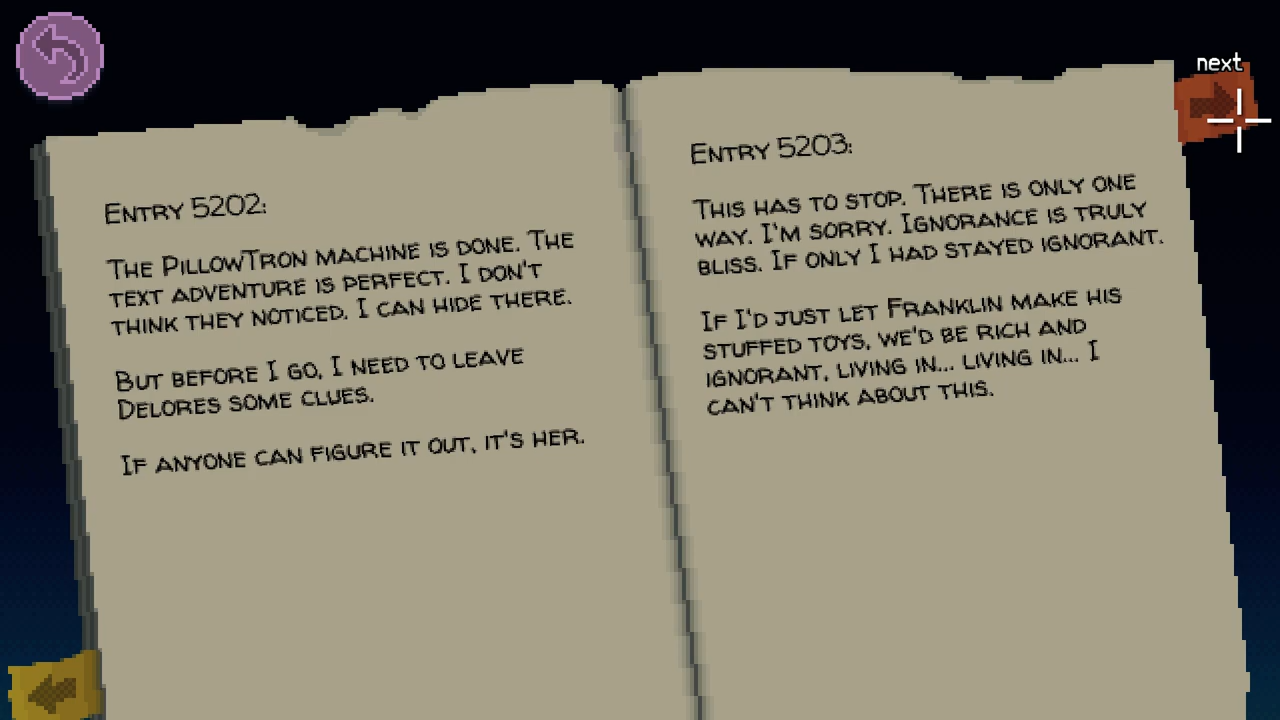 next
Entry 5202:
The PillowTron machine is done. The
text adventure is perfect. I don't
think they noticed. I can hide there.
But before I go, I need to leave
Delores some clues.
If anyone can figure it out, it's her.
Entry 5203:
This has to stop. There is only one
way. I'm sorry. Ignorance is truly
bliss. If only I had stayed ignorant.
If I'd just let Franklin make his
stuffed toys, we'd be rich and
ignorant, living in... living in... I
can't think about this.